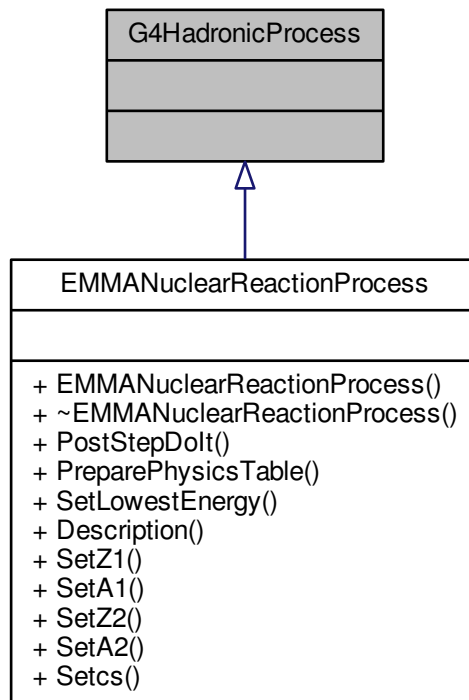 G4HadronicProcess
EMMANuclearReactionProcess
+ EMMANuclearReactionProcess()
+ ~EMMANuclearReactionProcess()
+ PostStepDoIt()
+ PreparePhysicsTable()
+ SetLowestEnergy()
+ Description()
+ SetZ1()
+ SetA1()
+ SetZ2()
+ SetA2()
+ Setcs()